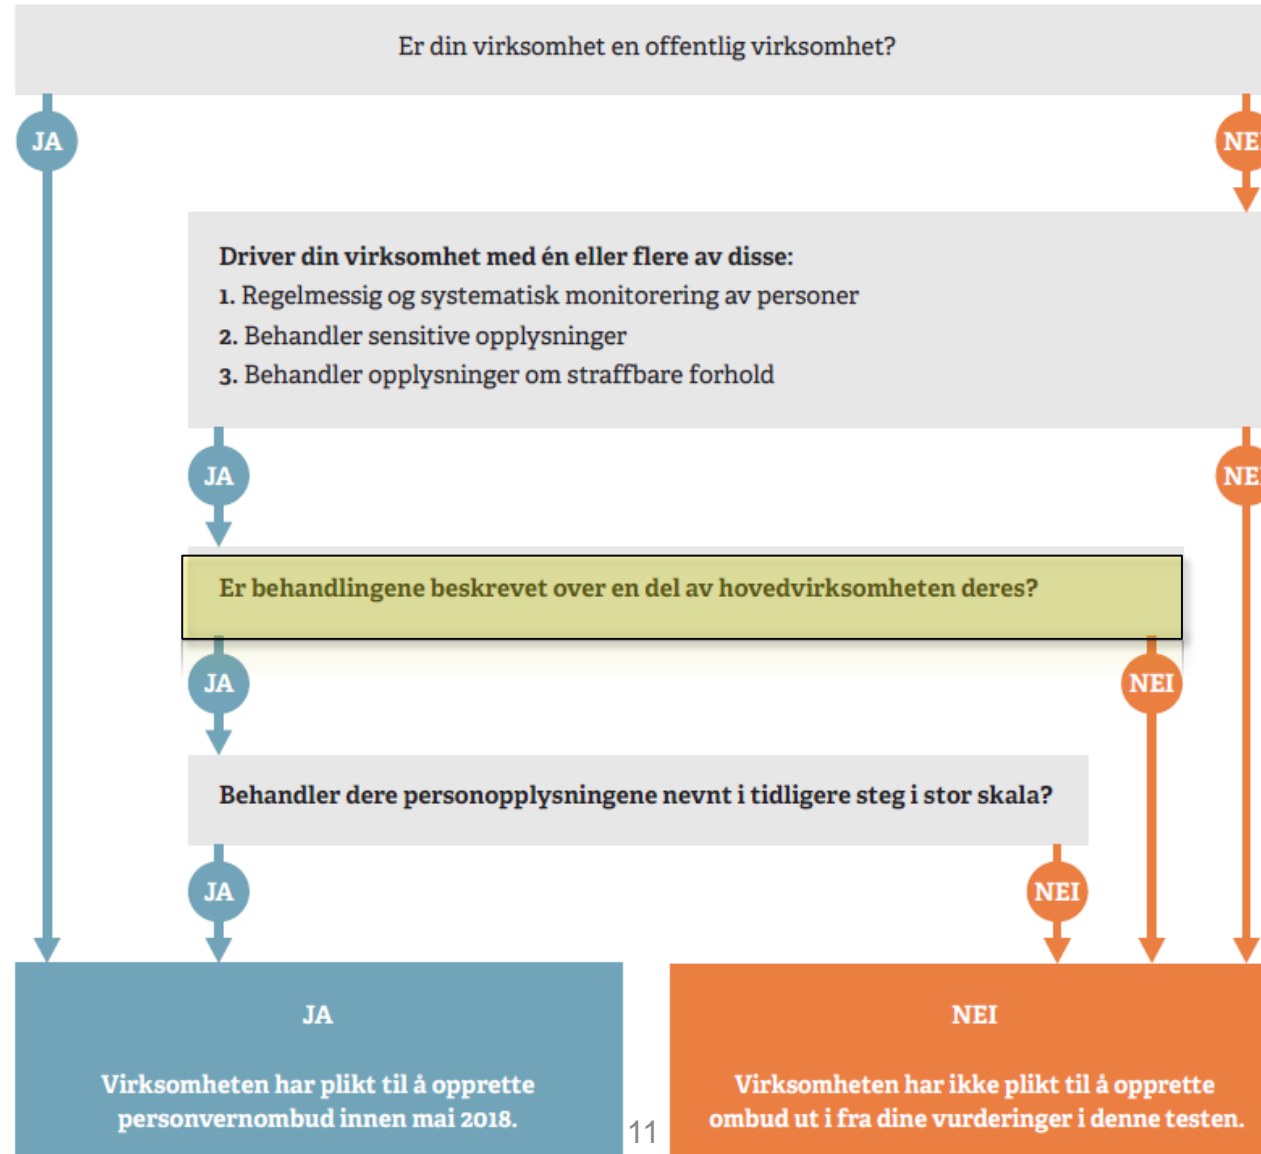 Er din virksomhet en offentlig virksomhet?
JA
NEI
Driver din virksomhet med én eller flere av disse:
1. Regelmessig og systematisk monitorering av personer
2. Behandler sensitive opplysninger
3. Behandler opplysninger om straffbare forhold
JA
NEI
Er behandlingene beskrevet over en del av hovedvirksomheten deres?
JA
NEI
Behandler dere personopplysningene nevnt i tidligere steg i stor skala?
JA
NEI
JA
Virksomheten har plikt til å opprette
personvernombud innen mai 2018.
11
NEI
Virksomheten har ikke plikt til å opprette
ombud ut i fra dine vurderinger i denne testen.